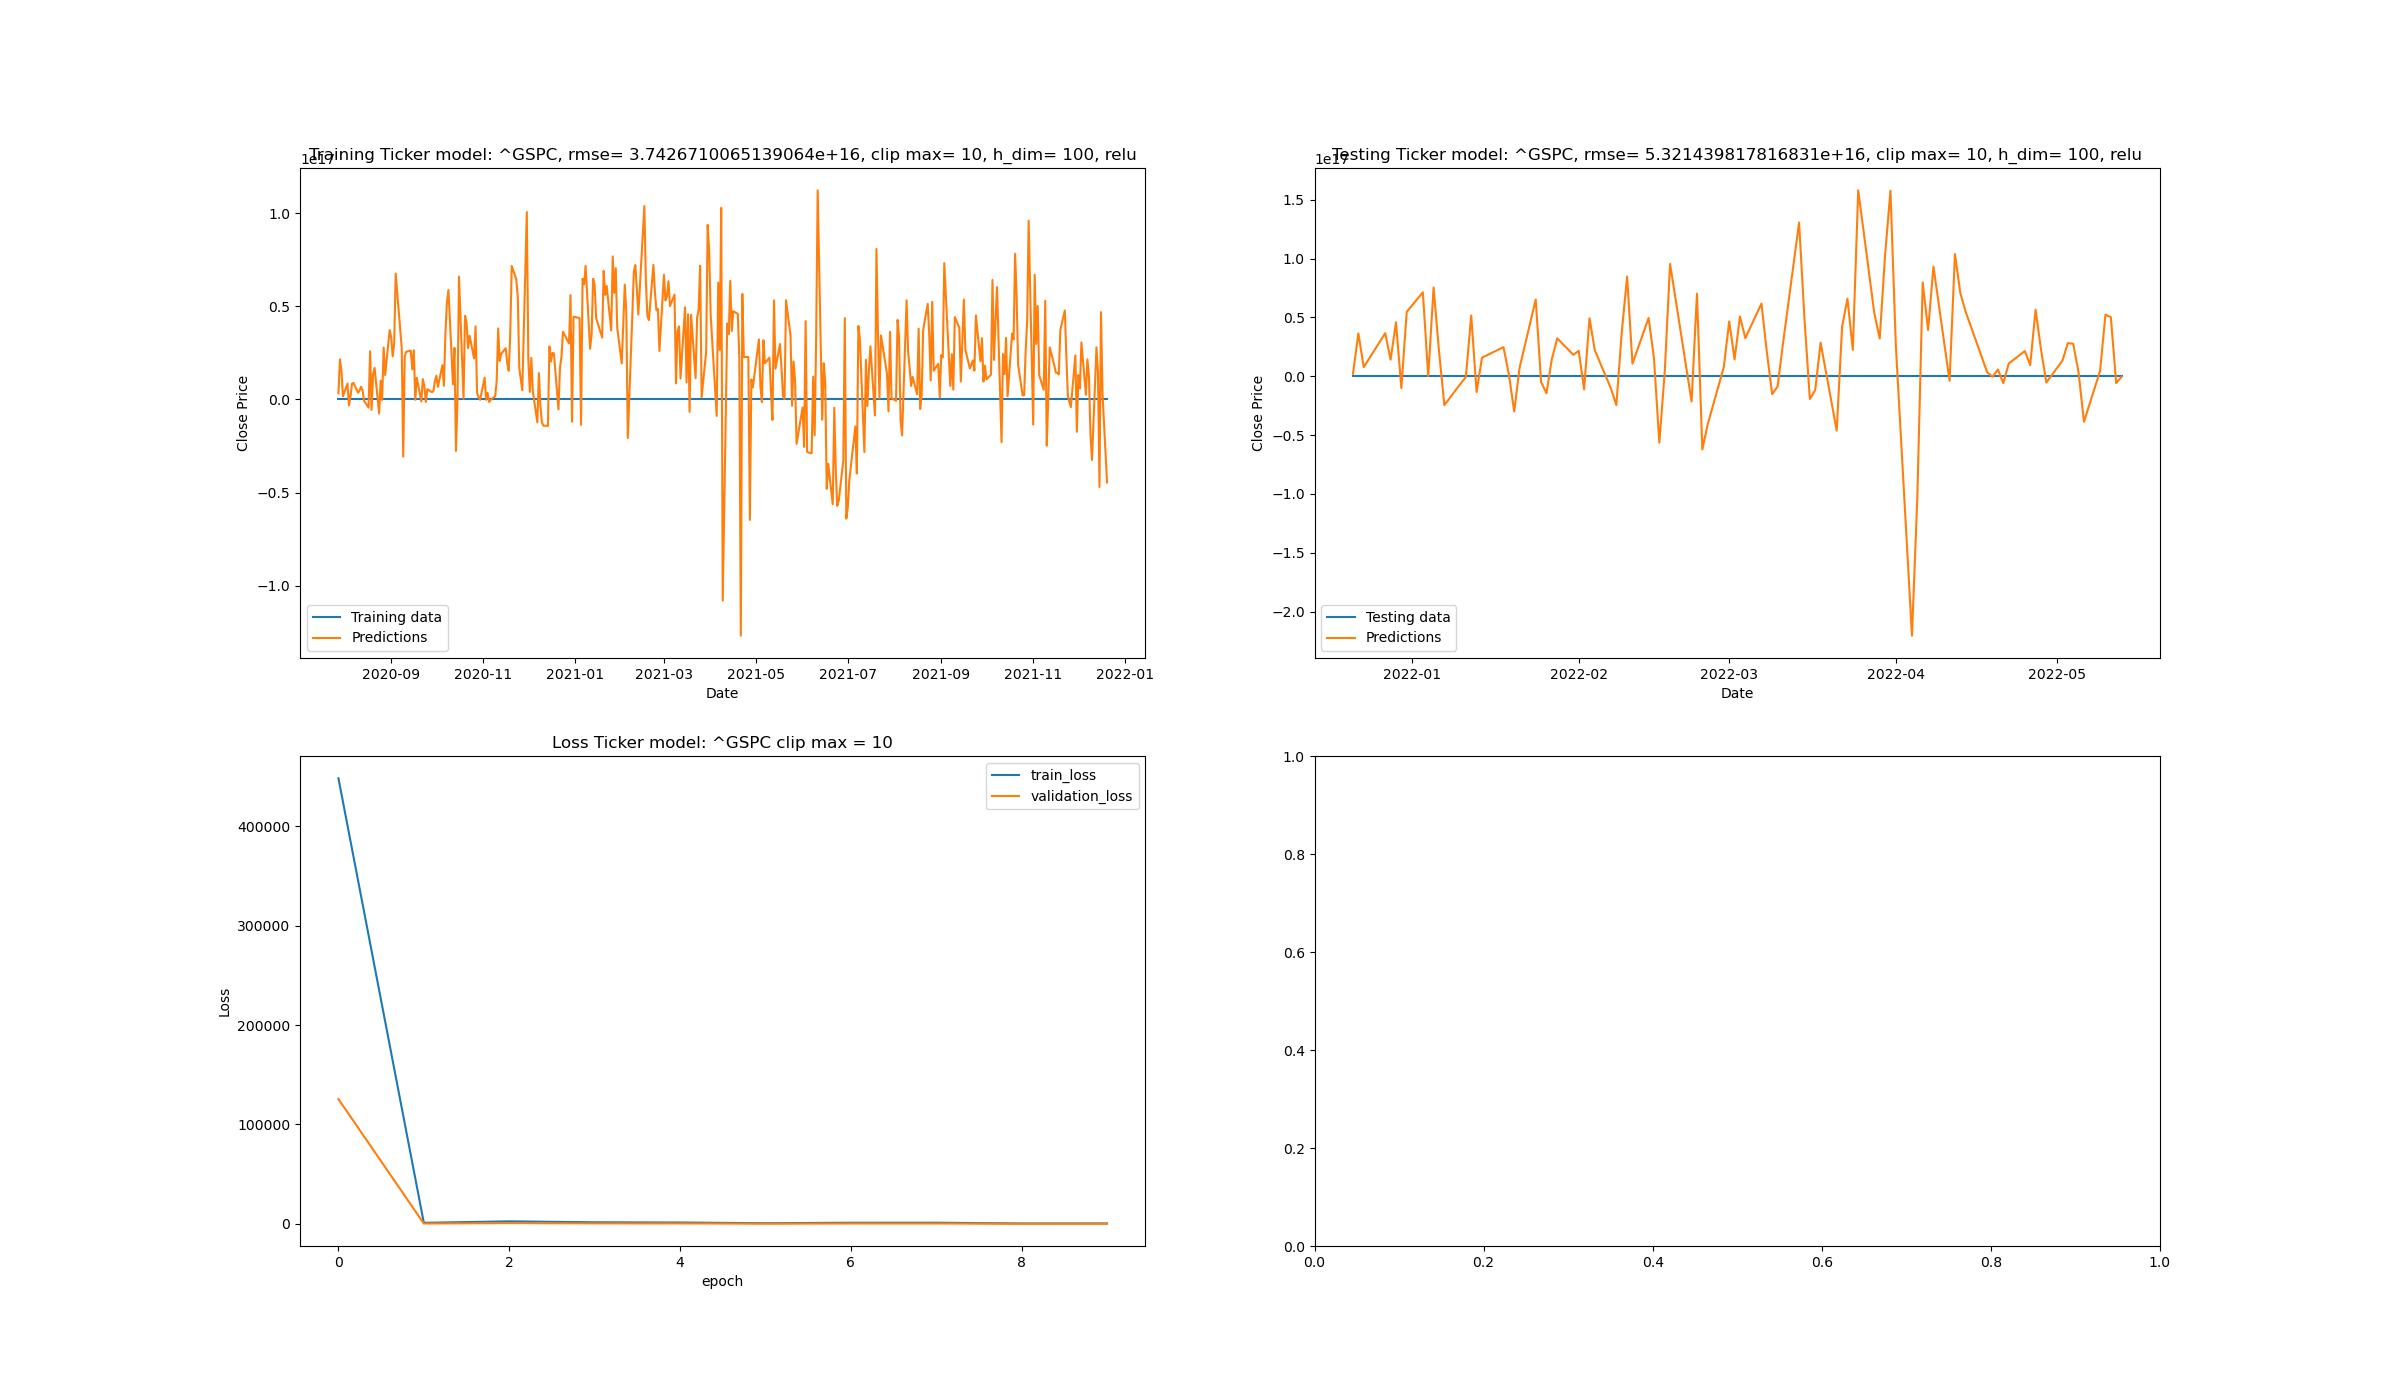 Training Ticker model: ^GSPC, rmse= 3.7426710065139064e+16, clip max= 10, h_dim= 100, relu
1e17
1.0
0.5
0.0
−0.5
−1.0
Close Price
Training data
Predictions
2020-09 2020-11 2021-01 2021-03 2021-05 2021-07 2021-09 2021-11 2022-01
Date
Testing Ticker model: ^GSPC, rmse= 5.321439817816831e+16, clip max= 10, h_dim= 100, relu
1e17
1.5
1.0
0.5
0.0
−0.5
−1.0
−1.5
−2.0
Close Price
Testing data
Predictions
2022-01 2022-02 2022-03 2022-04 2022-05
Date
Loss Ticker model: ^GSPC clip max = 10
train_loss
validation_loss
400000
300000
200000
100000
0
Loss
0 2 4 6 8
epoch
1.0
0.8
0.6
0.4
0.2
0.0
0.0 0.2 0.4 0.6 0.8 1.0